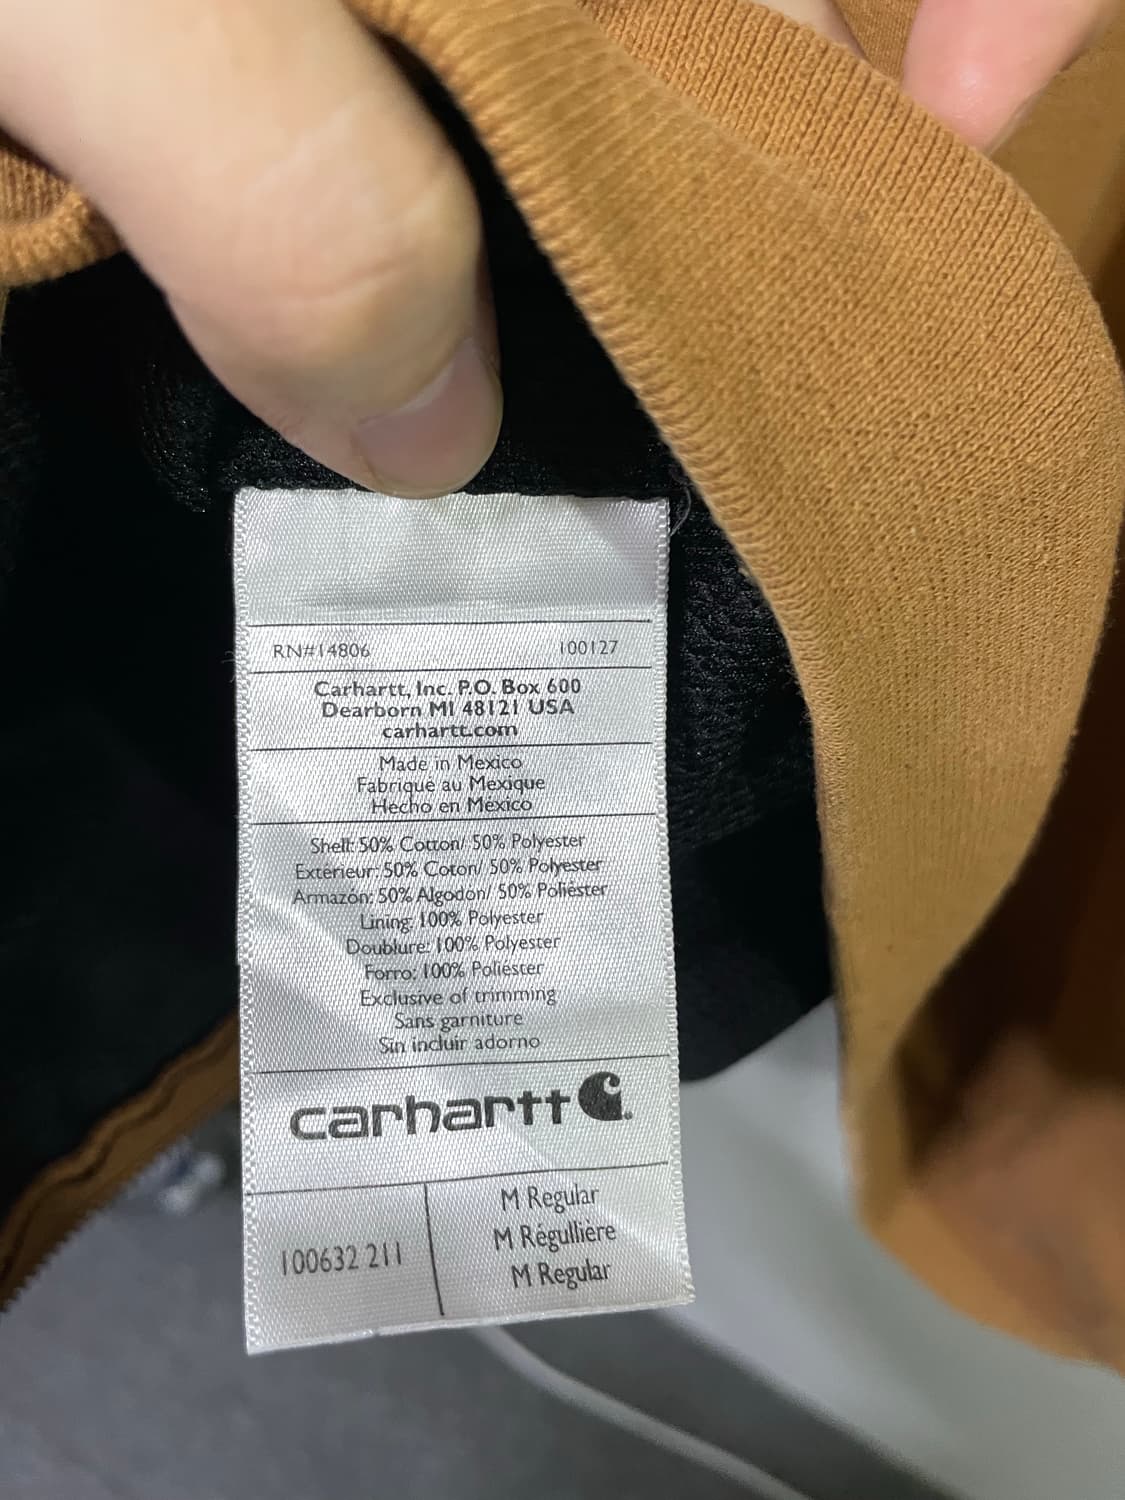 RN#14806 100127
Carhartt, Inc. P.O. Box 600
Dearborn MI 48121 USA
carhartt.com
Made in Mexico
Fabriqué au Mexique
Hecho en México
Shell: 50% Cotton/ 50% Polyester
Extérieur: 50% Coton/ 50% Polyester
Armazón: 50% Algodón/ 50% Poliéster
Lining: 100% Polyester
Doublure: 100% Polyester
Forro: 100% Poliéster
Exclusive of trimming
Sans garniture
Sin incluir adorno
carhartt
100632 211
M Regular
M Régullière
M Regular